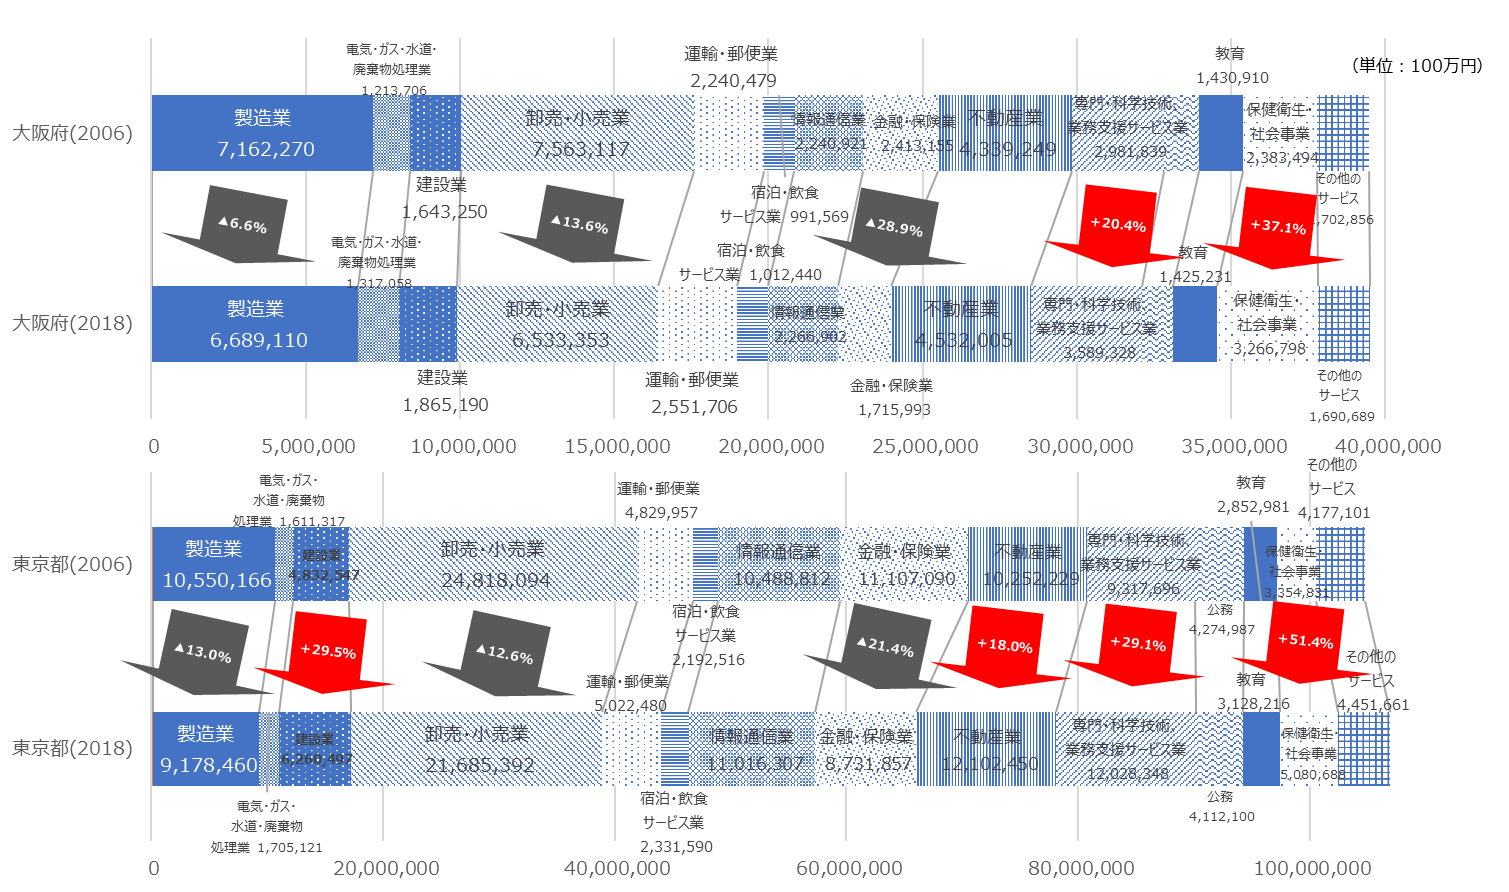 (単位：100万円)
電気・ガス・水道・
廃棄物処理業
1,213,706
運輸・郵便業
2,240,479
教育
1,430,910
大阪府(2006)
製造業
7,162,270
卸売・小売業
7,563,117
情報通信業
2,240,921
金融・保険業
2,413,155
不動産業
4,339,249
専門・科学技術、
業務支援サービス業
2,981,839
保健衛生・
社会事業
2,383,494
建設業
1,643,250
宿泊・飲食
サービス業 991,569
その他の
サービス
1,702,856
▲6.6%
▲13.6%
▲28.9%
+20.4%
+37.1%
電気・ガス・水道・
廃棄物処理業
1,317,058
宿泊・飲食
サービス業 1,012,440
教育
1,425,231
大阪府(2018)
製造業
6,689,110
卸売・小売業
6,533,353
情報通信業
2,266,902
不動産業
4,532,005
専門・科学技術、
業務支援サービス業
3,589,328
保健衛生・
社会事業
3,266,798
建設業
1,865,190
運輸・郵便業
2,551,706
金融・保険業
1,715,993
その他の
サービス
1,690,689
0 5,000,000 10,000,000 15,000,000 20,000,000 25,000,000 30,000,000 35,000,000 40,000,000
電気・ガス・
水道・廃棄物
処理業 1,611,317
運輸・郵便業
4,829,957
教育
2,852,981
その他の
サービス
4,177,101
東京都(2006)
製造業
10,550,166
建設業
4,832,547
卸売・小売業
24,818,094
情報通信業
10,488,812
金融・保険業
11,107,090
不動産業
10,252,229
専門・科学技術、
業務支援サービス業
9,317,696
保健衛生・
社会事業
3,354,831
宿泊・飲食
サービス業
2,192,516
公務
4,274,987
▲13.0%
+29.5%
▲12.6%
▲21.4%
+18.0%
+29.1%
+51.4%
運輸・郵便業
5,022,480
教育
3,128,216
その他の
サービス
4,451,661
東京都(2018)
製造業
9,178,460
建設業
6,260,497
卸売・小売業
21,685,392
情報通信業
11,016,307
金融・保険業
8,731,857
不動産業
12,102,450
専門・科学技術、
業務支援サービス業
12,028,348
保健衛生・
社会事業
5,080,688
電気・ガス・
水道・廃棄物
処理業 1,705,121
宿泊・飲食
サービス業
2,331,590
公務
4,112,100
0 20,000,000 40,000,000 60,000,000 80,000,000 100,000,000